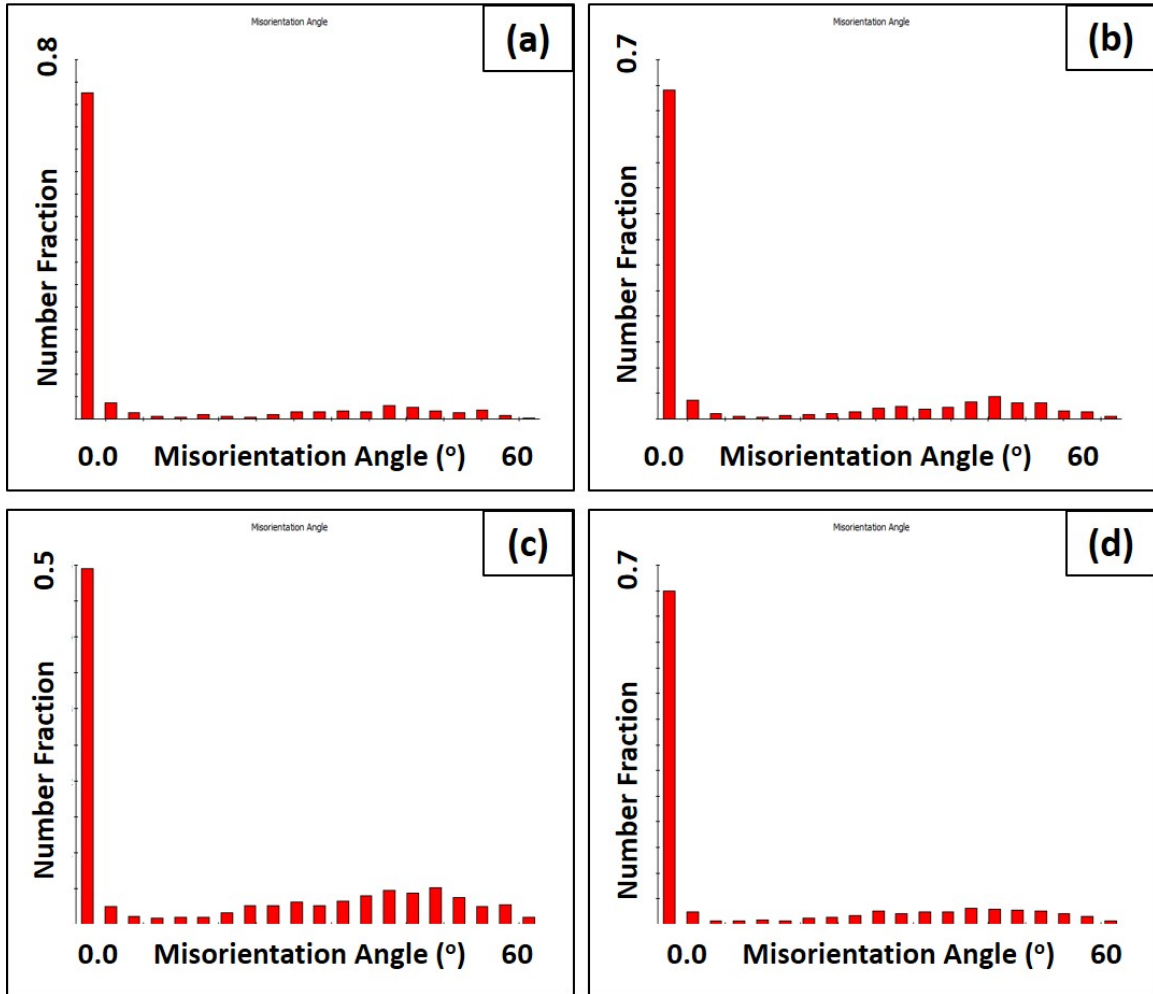 Misorientation Angle
(a)
0.8
Number Fraction
0.0 Misorientation Angle (°) 60
Misorientation Angle
(b)
0.7
Number Fraction
0.0 Misorientation Angle (°) 60
Misorientation Angle
(c)
0.5
Number Fraction
0.0 Misorientation Angle (°) 60
Misorientation Angle
(d)
0.7
Number Fraction
0.0 Misorientation Angle (°) 60